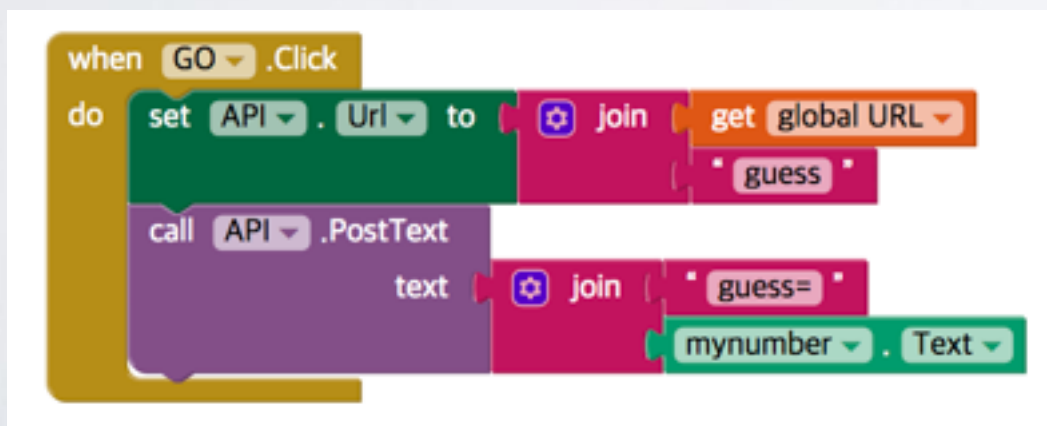 when GO .Click
do set API . Url to join get global URL
" guess "
call API .PostText
text join " guess= "
mynumber . Text